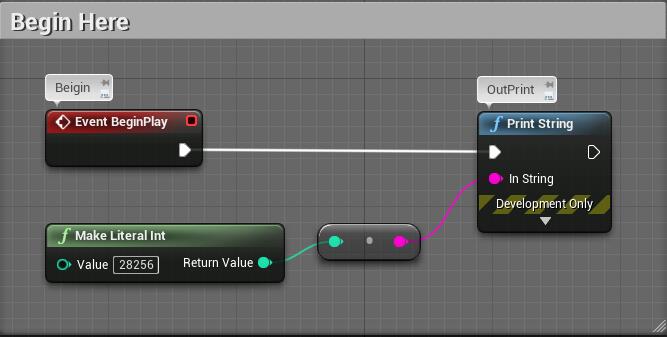 Begin Here
Beigin
Event BeginPlay
OutPrint
Print String
In String
Development Only
Make Literal Int
Value 28256
Return Value